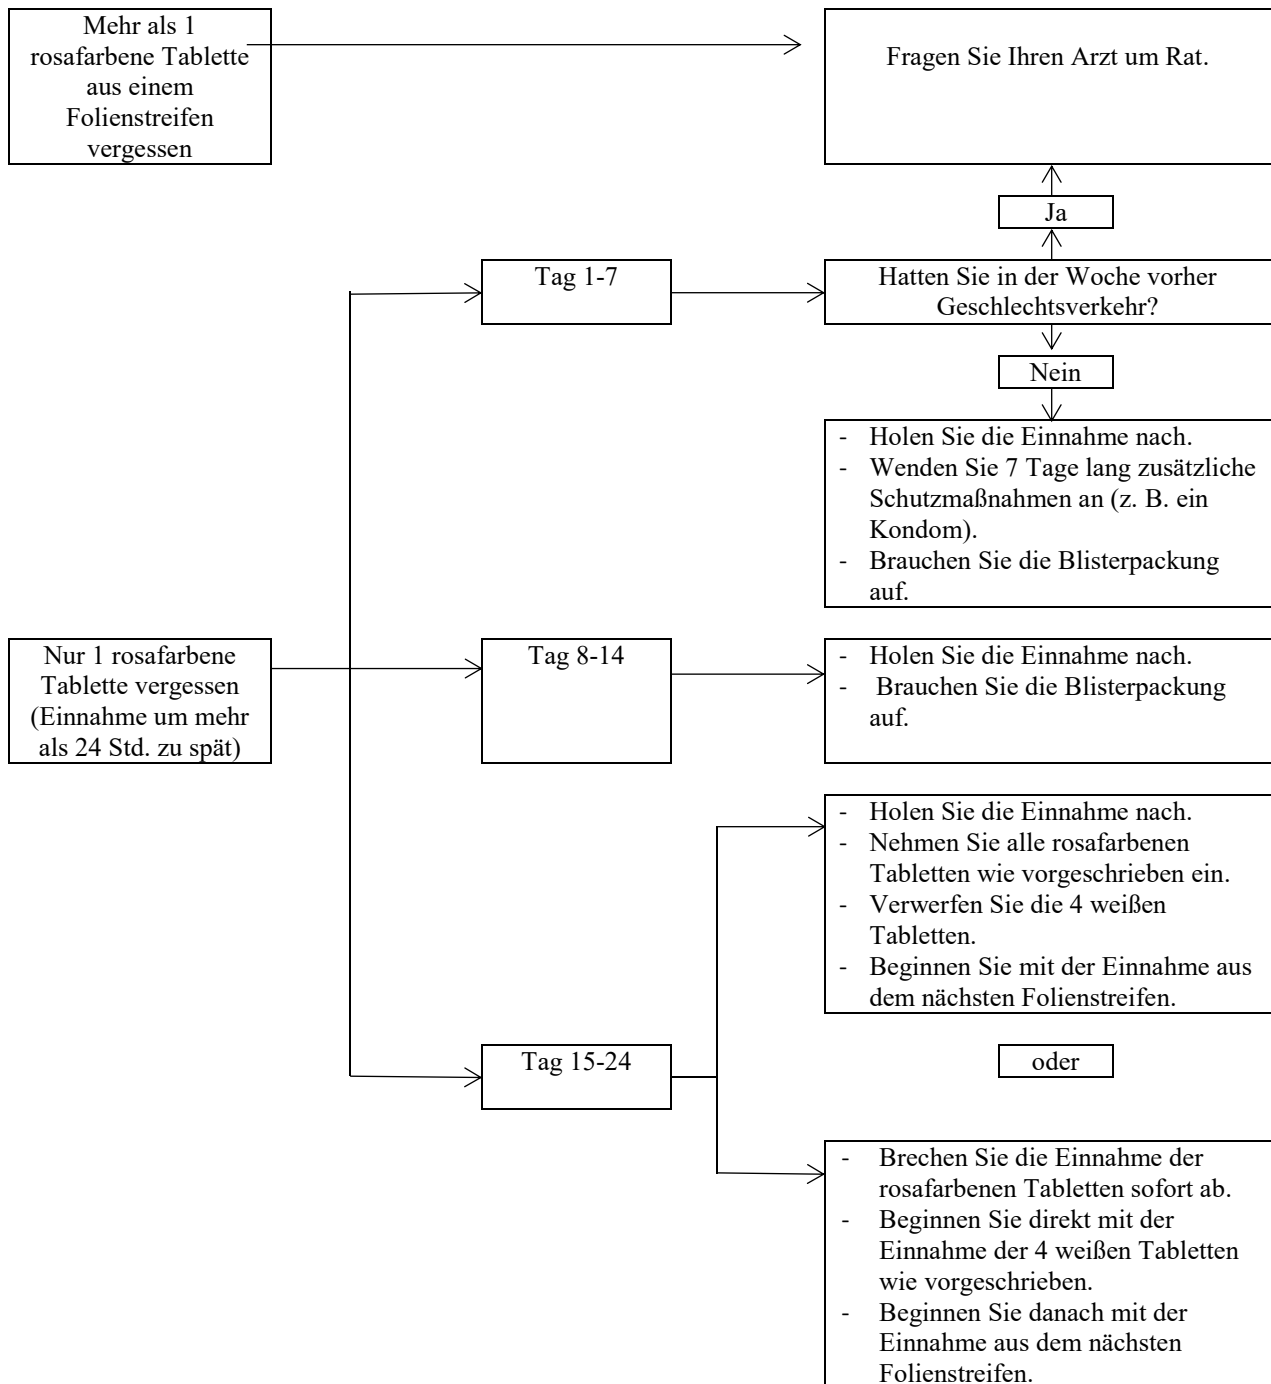 Mehr als 1
rosafarbene Tablette
aus einem
Folienstreifen
vergessen
Fragen Sie Ihren Arzt um Rat.
Ja
Tag 1-7
Hatten Sie in der Woche vorher
Geschlechtsverkehr?
Nein
- Holen Sie die Einnahme nach.
- Wenden Sie 7 Tage lang zusätzliche
Schutzmaßnahmen an (z. B. ein
Kondom).
- Brauchen Sie die Blisterpackung
auf.
Nur 1 rosafarbene
Tablette vergessen
(Einnahme um mehr
als 24 Std. zu spät)
Tag 8-14
- Holen Sie die Einnahme nach.
- Brauchen Sie die Blisterpackung
auf.
- Holen Sie die Einnahme nach.
- Nehmen Sie alle rosafarbenen
Tabletten wie vorgeschrieben ein.
- Verwerfen Sie die 4 weißen
Tabletten.
- Beginnen Sie mit der Einnahme aus
dem nächsten Folienstreifen.
Tag 15-24
oder
- Brechen Sie die Einnahme der
rosafarbenen Tabletten sofort ab.
- Beginnen Sie direkt mit der
Einnahme der 4 weißen Tabletten
wie vorgeschrieben.
- Beginnen Sie danach mit der
Einnahme aus dem nächsten
Folienstreifen.